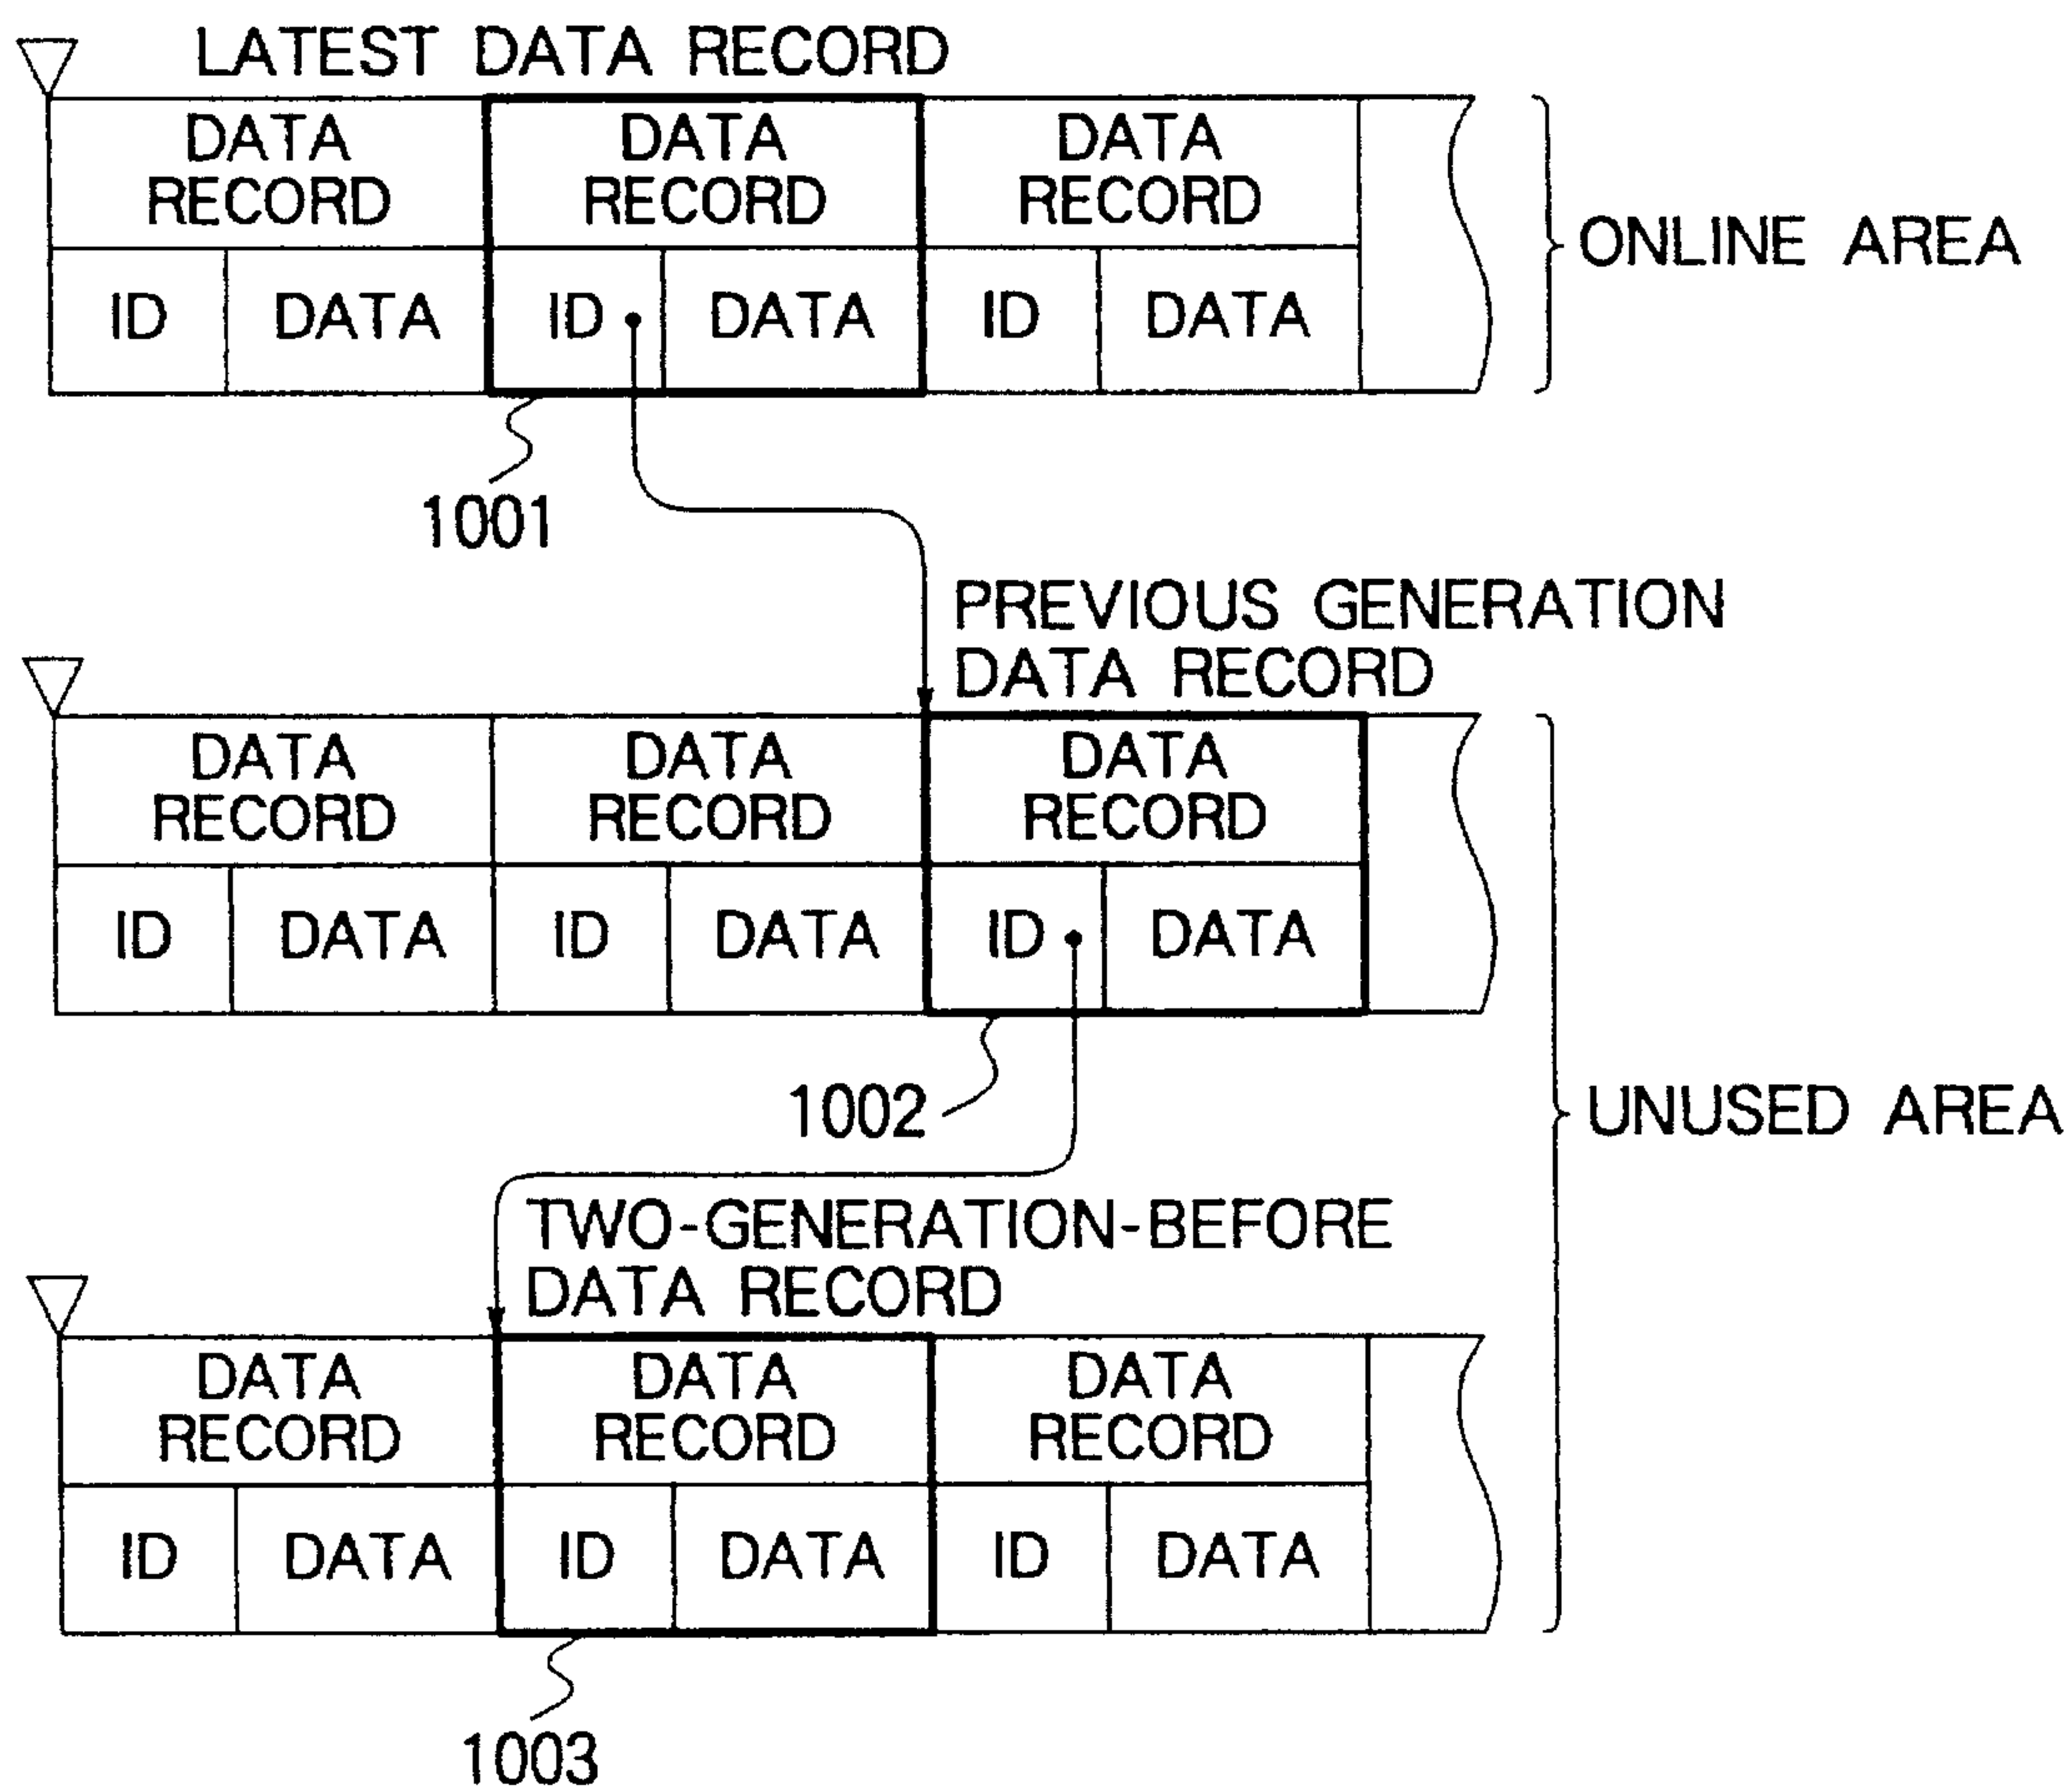 LATEST DATA RECORD
DATA RECORD
DATA RECORD
DATA RECORD
ID DATA ID DATA ID DATA
ONLINE AREA
1001
PREVIOUS GENERATION
DATA RECORD
DATA RECORD
DATA RECORD
DATA RECORD
ID DATA ID DATA ID DATA
1002
UNUSED AREA
TWO-GENERATION-BEFORE
DATA RECORD
DATA RECORD
DATA RECORD
DATA RECORD
ID DATA ID DATA ID DATA
1003